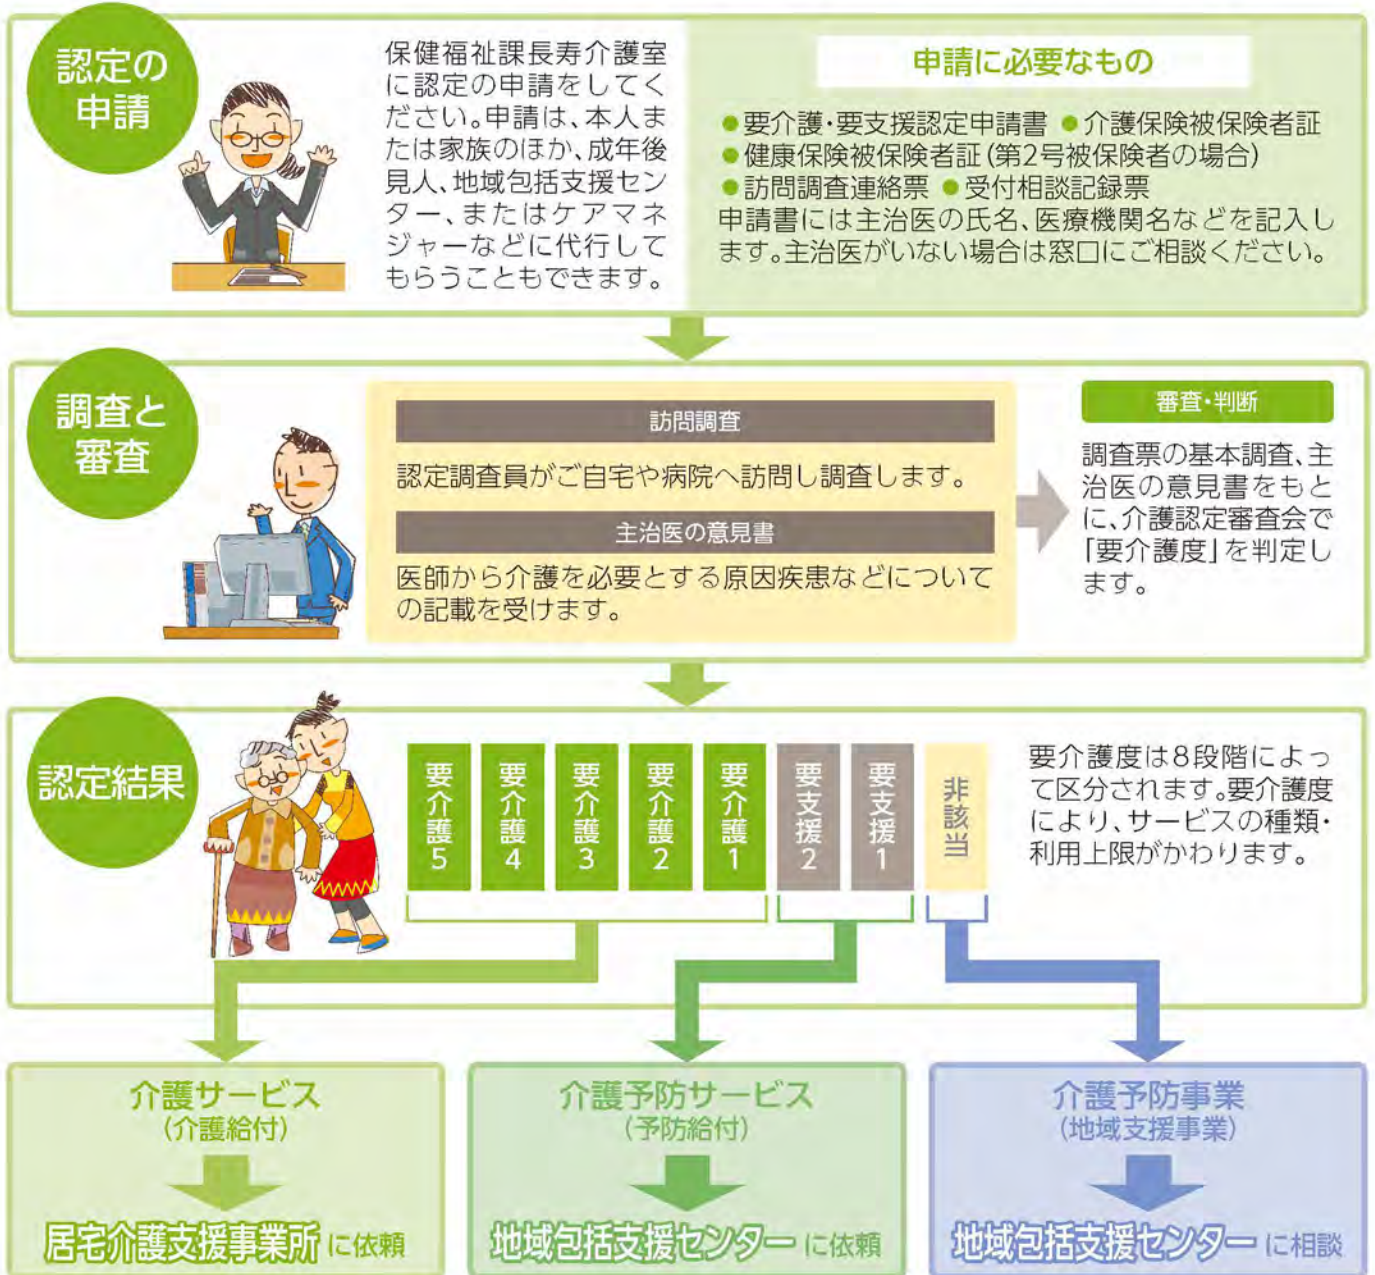 認定の
申請
保健福祉課長寿介護室
に認定の申請をしてく
ださい。申請は、本人ま
たは家族のほか、成年後
見人、地域包括支援セン
ター、またはケアマネ
ジャーなどに代行して
もらうこともできます。
申請に必要なもの
●要介護・要支援認定申請書 ●介護保険被保険者証
●健康保険被保険者証(第2号被保険者の場合)
●訪問調査連絡票 ●受付相談記録票
申請書には主治医の氏名、医療機関名などを記入し
ます。主治医がいない場合は窓口にご相談ください。
調査と
審査
訪問調査
認定調査員がご自宅や病院へ訪問し調査します。
主治医の意見書
医師から介護を必要とする原因疾患などについて
の記載を受けます。
審査・判断
調査票の基本調査、主
治医の意見書をもと
に、介護認定審査会で
「要介護度」を判定し
ます。
認定結果
要介護5
要介護4
要介護3
要介護2
要介護1
要支援2
要支援1
非該当
要介護度は8段階によっ
て区分されます。要介護度
により、サービスの種類・
利用上限がかわります。
介護サービス
(介護給付)
居宅介護支援事業所に依頼
介護予防サービス
(予防給付)
地域包括支援センターに依頼
介護予防事業
(地域支援事業)
地域包括支援センターに相談